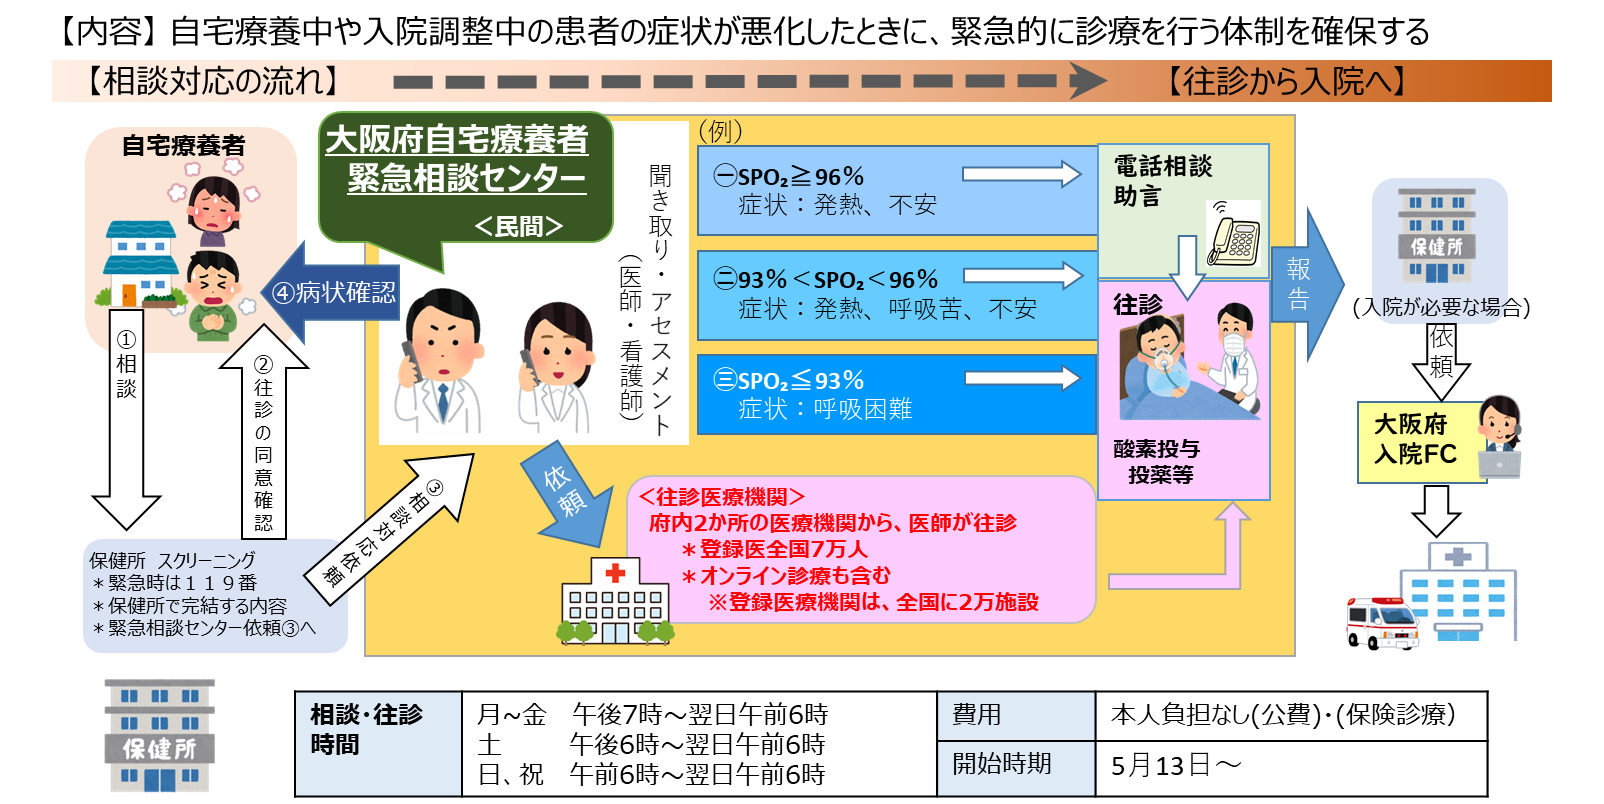 【内容】 自宅療養中や入院調整中の患者の症状が悪化したときに、緊急的に診療を行う体制を確保する
【相談対応の流れ】
【往診から入院へ】
自宅療養者
大阪府自宅療養者
緊急相談センター
＜民間＞
聞き取り・アセスメント
（医師・看護師）
④病状確認
①相談
②往診の同意確認
③相談対応依頼
保健所　スクリーニング
＊緊急時は１１９番
＊保健所で完結する内容
＊緊急相談センター依頼③へ
（例）
㊀SPO₂≧96％
症状：発熱、不安
㊁93％＜SPO₂＜96％
症状：発熱、呼吸苦、不安
㊂SPO₂≦93％
症状：呼吸困難
電話相談
助言
往診
酸素投与
投薬等
依頼
＜往診医療機関＞
府内2か所の医療機関から、医師が往診
＊登録医全国7万人
＊オンライン診療も含む
※登録医療機関は、全国に2万施設
報告
保健所
（入院が必要な場合）
依頼
大阪府
入院FC
保健所
相談・往診
時間
月~金　午後7時～翌日午前6時
土　午後6時～翌日午前6時
日、祝　午前6時～翌日午前6時
費用
本人負担なし(公費)・(保険診療)
開始時期
5月13日～